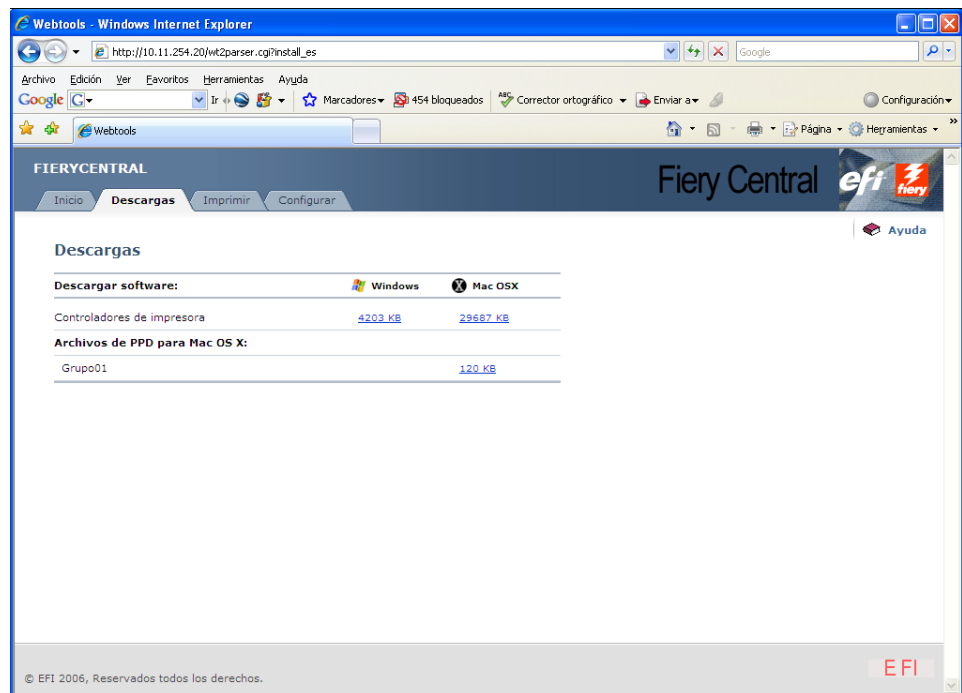 Webtools - Windows Internet Explorer
http://10.11.254.20/wt2parser.cgi?install_es
Google
Archivo Edición Ver Favoritos Herramientas Ayuda
Google G Ir Marcadores 454 bloqueados ABC Corrector ortográfico Enviar a Configuración
Webtools Página Herramientas »
FIERYCENTRAL
Fiery Central efi fiery
Inicio Descargas Imprimir Configurar
Ayuda
Descargas
Descargar software: Windows X Mac OSX
Controladores de impresora 4203 KB 29687 KB
Archivos de PPD para Mac OS X:
Grupo01 120 KB
© EFI 2006, Reservados todos los derechos.
EFI